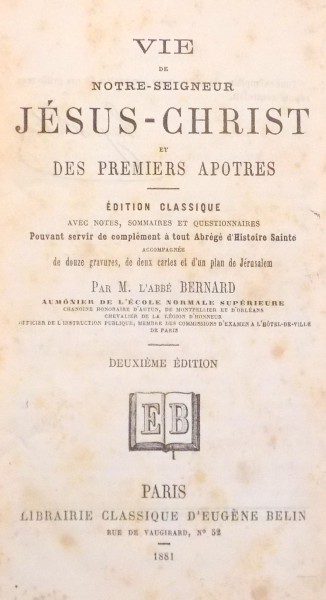 VIE
DE
NOTRE-SEIGNEUR
JÉSUS-CHRIST
ET
DES PREMIERS APOTRES
ÉDITION CLASSIQUE
AVEC NOTES, SOMMAIRES ET QUESTIONNAIRES
Pouvant servir de complément à tout Abrégé d'Histoire Sainte
ACCOMPAGNÉE
de douze gravures, de deux cartes et d'un plan de Jérusalem
PAR M. L'ABBÉ BERNARD
AUMÔNIER DE L'ÉCOLE NORMALE SUPÉRIEURE
CHANOINE HONORAIRE D'AUTUN, DE MONTPELLIER ET D'ORLÉANS
CHEVALIER DE LA LÉGION D'HONNEUR
OFFICIER DE L'INSTRUCTION PUBLIQUE, MEMBRE DES COMMISSIONS D'EXAMEN A L'HÔTEL-DE-VILLE
DE PARIS
DEUXIÈME ÉDITION
EB
PARIS
LIBRAIRIE CLASSIQUE D'EUGÈNE BELIN
RUE DE VAUGIRARD, Nº 52
1881